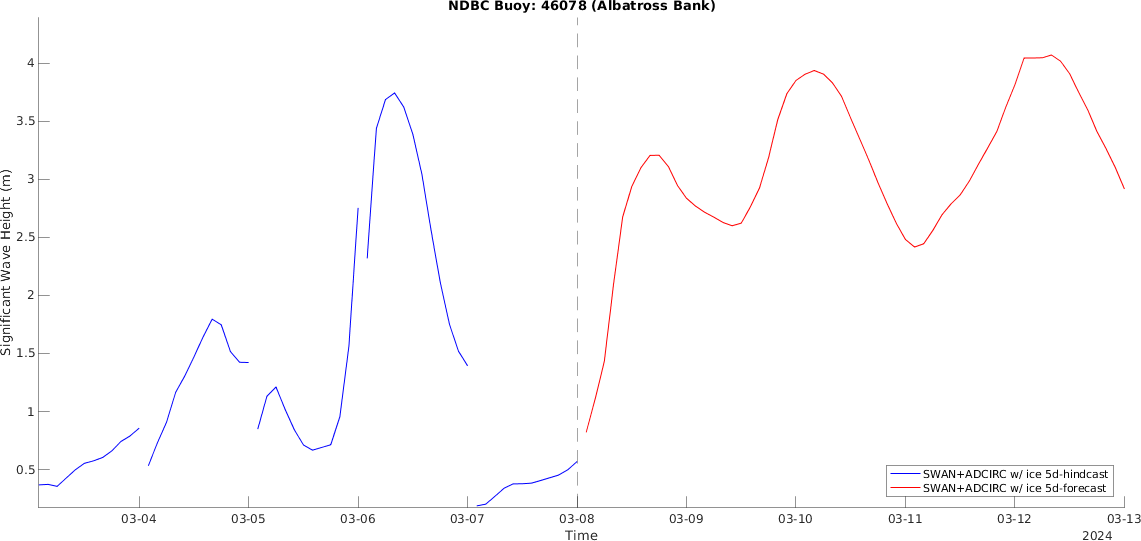 NDBC Buoy: 46078 (Albatross Bank)
Significant Wave Height (m)
4
3.5
3
2.5
2
1.5
1
0.5
SWAN+ADCIRC w/ ice 5d-hindcast
SWAN+ADCIRC w/ ice 5d-forecast
03-04 03-05 03-06 03-07 03-08 03-09 03-10 03-11 03-12 03-13
Time
2024